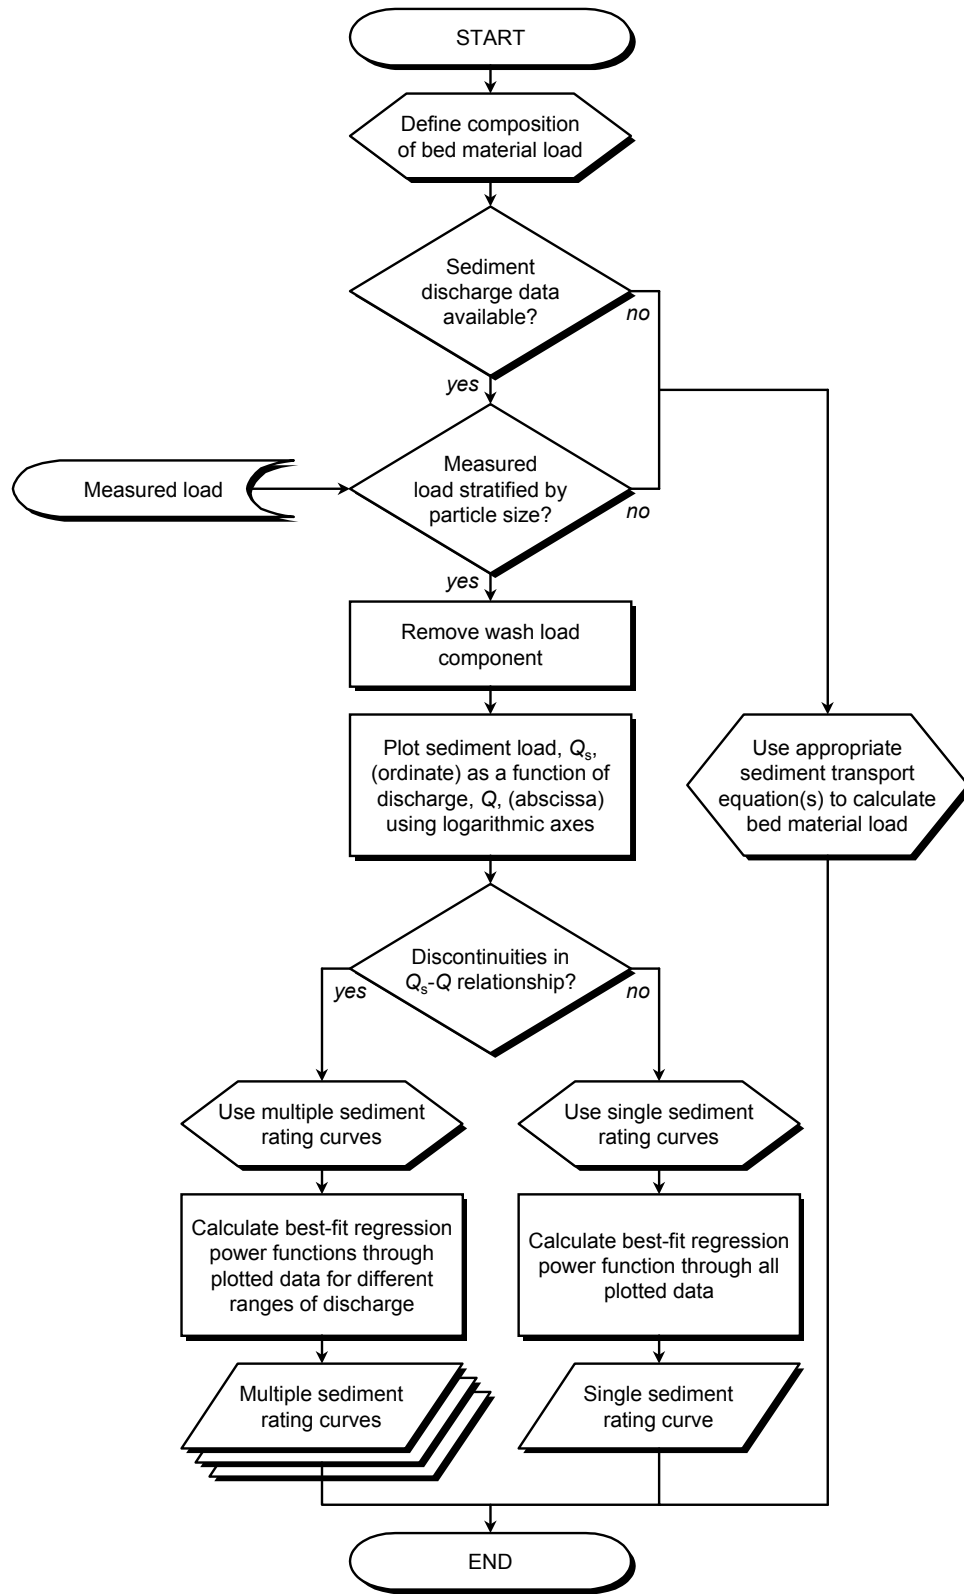 START
Define composition
of bed material load
Sediment
discharge data
available?
no
yes
Measured load
Measured
load stratified by
particle size?
no
yes
Remove wash load
component
Plot sediment load, Qs,
(ordinate) as a function of
discharge, Q, (abscissa)
using logarithmic axes
Use appropriate
sediment transport
equation(s) to calculate
bed material load
Discontinuities in
Qs-Q relationship?
yes
no
Use multiple sediment
rating curves
Use single sediment
rating curves
Calculate best-fit regression
power functions through
plotted data for different
ranges of discharge
Calculate best-fit regression
power function through all
plotted data
Multiple sediment
rating curves
Single sediment
rating curve
END